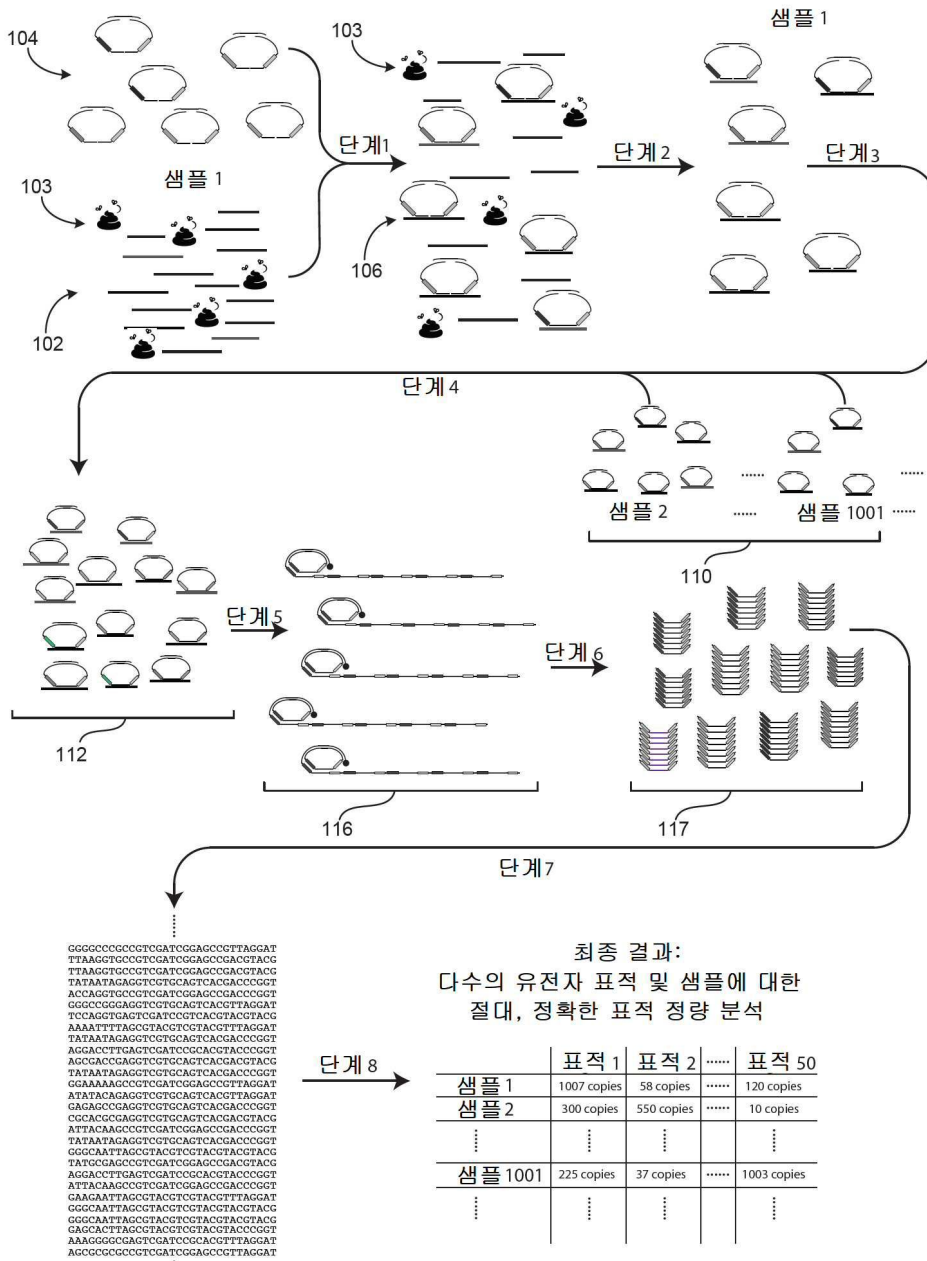 샘플 1
104
103
단계1
단계2
단계3
샘플 1
103
106
102
단계4
샘플 2
......
샘플 1001
......
110
단계5
단계6
112
116
117
단계7
GGGGCCCGCCGTCGATCGGAGCCGTTAGGAT
TTAAGGTGCCGTCGATCGGAGCCGACGTACG
TTAAGGTGCCGTCGATCGGAGCCGACGTACG
TATAATAGAGGTCGTGCAGTCACGACCCGGT
ACCAGGTGCCGTCGATCGGAGCCGACCCGGT
GGGCCGGGAGGTCGTGCAGTCACGTTAGGAT
TCCAGGTGAGTCGATCCGTCACGTACGTACG
AAAATTTTAGCGTACGTCGTACGTTTAGGAT
TATAATAGAGGTCGTGCAGTCACGACCCGGT
AGGACCTTGAGTCGATCCGCACGTACCCGGT
AGCGACCGAGGTCGTGCAGTCACGACGTACG
TATAATAGAGGTCGTGCAGTCACGACCCGGT
GGAAAAAGCCGTCGATCGGAGCCGTTAGGAT
ATATACAGAGGTCGTGCAGTCACGTTAGGAT
GAGAGCCGAGGTCGTGCAGTCACGACCCGGT
CGCACGCGAGGTCGTGCAGTCACGACGTACG
ATTACAAGCCGTCGATCGGAGCCGACCCGGT
TATAATAGAGGTCGTGCAGTCACGACCCGGT
GGGCAATTAGCGTACGTCGTACGTACGTACG
TATGCGAGCCGTCGATCGGAGCCGACGTACG
AGGACCTTGAGTCGATCCGCACGTACCCGGT
ATTACAAGCCGTCGATCGGAGCCGACCCGGT
GAAGAATTAGCGTACGTCGTACGTTTAGGAT
GGGCAATTAGCGTACGTCGTACGTACGTACG
GGGCAATTAGCGTACGTCGTACGTACGTACG
GAGCACTTAGCGTACGTCGTACGTACCCGGT
AAAGGGGCGAGTCGATCCGCACGTTTAGGAT
AGCGCGCGCCGTCGATCGGAGCCGTTAGGAT
단계8
최종 결과:
다수의 유전자 표적 및 샘플에 대한
절대, 정확한 표적 정량 분석
표적 1 표적 2 ...... 표적 50
샘플 1 1007 copies 58 copies ...... 120 copies
샘플2 300 copies 550 copies ...... 10 copies
샘플 1001 225 copies 37 copies ...... 1003 copies